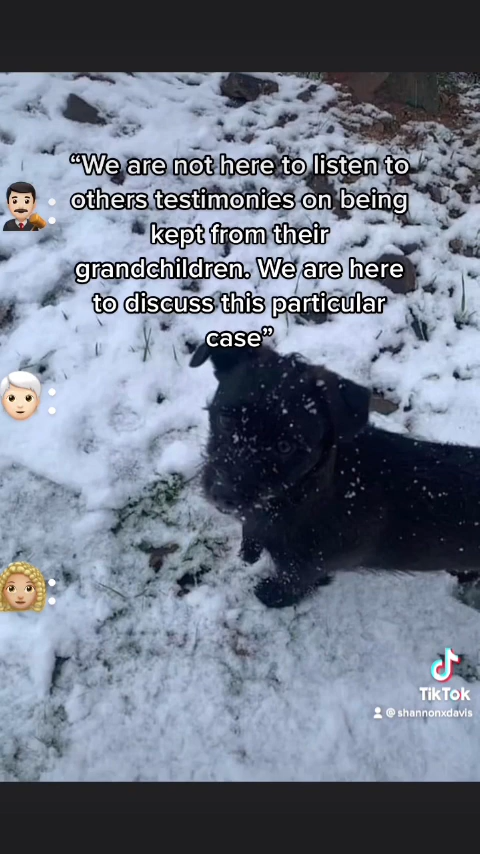 “We are not here to listen to
others testimonies on being
kept from their
grandchildren. We are here
to discuss this particular
case”
:
:
:
TikTok
@ shannonxdavis